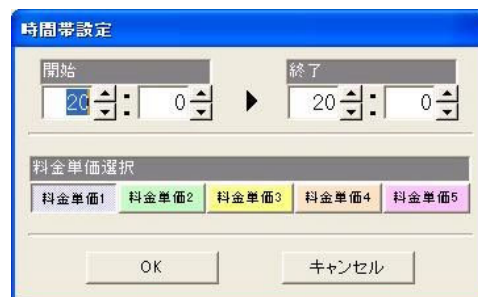 時間帯設定
開始 終了
20 : 0 ▶ 20 : 0
料金単価選択
料金単価1 料金単価2 料金単価3 料金単価4 料金単価5
OK キャンセル